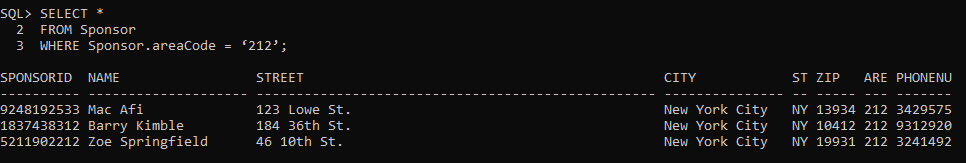 SQL> SELECT *
2 FROM Sponsor
3 WHERE Sponsor.areaCode = ‘212’;
SPONSORID NAME STREET CITY ST ZIP ARE PHONENU
---------- -------------------- -------------------------------------------------- --------------- -- ----- --- -------
9248192533 Mac Afi 123 Lowe St. New York City NY 13934 212 3429575
1837438312 Barry Kimble 184 36th St. New York City NY 10412 212 9312920
5211902212 Zoe Springfield 46 10th St. New York City NY 19931 212 3241492